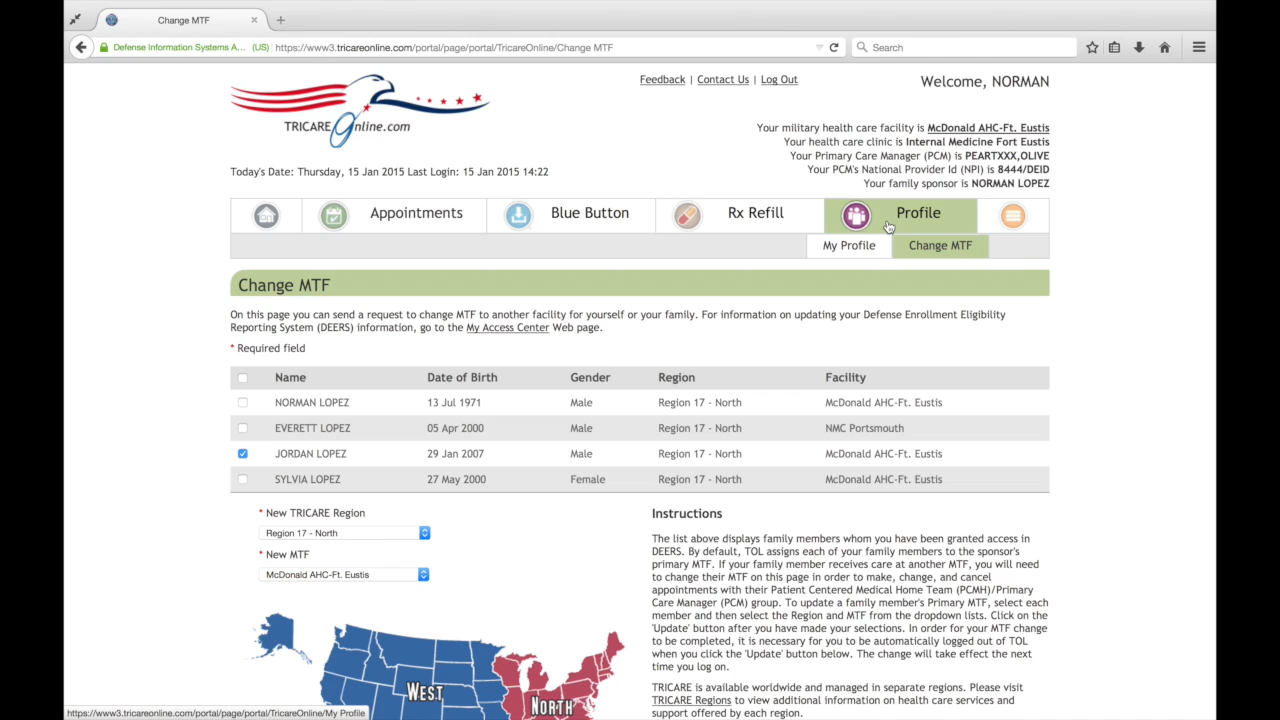 Change MTF
Defense Information Systems A... (US) https://www3.tricareonline.com/portal/page/portal/TricareOnline/Change MTF
Search
Feedback | Contact Us | Log Out
Welcome, NORMAN
TRICAREOnline.com
Your military health care facility is McDonald AHC-Ft. Eustis
Your health care clinic is Internal Medicine Fort Eustis
Your Primary Care Manager (PCM) is PEARTXXX,OLIVE
Your PCM's National Provider Id (NPI) is 8444/DEID
Your family sponsor is NORMAN LOPEZ
Today's Date: Thursday, 15 Jan 2015 Last Login: 15 Jan 2015 14:22
Appointments Blue Button Rx Refill Profile
My Profile Change MTF
Change MTF
On this page you can send a request to change MTF to another facility for yourself or your family. For information on updating your Defense Enrollment Eligibility
Reporting System (DEERS) information, go to the My Access Center Web page.
* Required field
Name Date of Birth Gender Region Facility
NORMAN LOPEZ 13 Jul 1971 Male Region 17 - North McDonald AHC-Ft. Eustis
EVERETT LOPEZ 05 Apr 2000 Male Region 17 - North NMC Portsmouth
JORDAN LOPEZ 29 Jan 2007 Male Region 17 - North McDonald AHC-Ft. Eustis
SYLVIA LOPEZ 27 May 2000 Female Region 17 - North McDonald AHC-Ft. Eustis
* New TRICARE Region
Region 17 - North
* New MTF
McDonald AHC-Ft. Eustis
WEST
NORTH
Instructions
The list above displays family members whom you have been granted access in
DEERS. By default, TOL assigns each of your family members to the sponsor's
primary MTF. If your family member receives care at another MTF, you will need
to change their MTF on this page in order to make, change, and cancel
appointments with their Patient Centered Medical Home Team (PCMH)/Primary
Care Manager (PCM) group. To update a family member's Primary MTF, select each
member and then select the Region and MTF from the dropdown lists. Click on the
'Update' button after you have made your selections. In order for your MTF change
to be completed, it is necessary for you to be automatically logged out of TOL
when you click the 'Update' button below. The change will take effect the next
time you log on.
TRICARE is available worldwide and managed in separate regions. Please visit
TRICARE Regions to view additional information on health care services and
support offered by each region.
https://www3.tricareonline.com/portal/page/portal/TricareOnline/My Profile